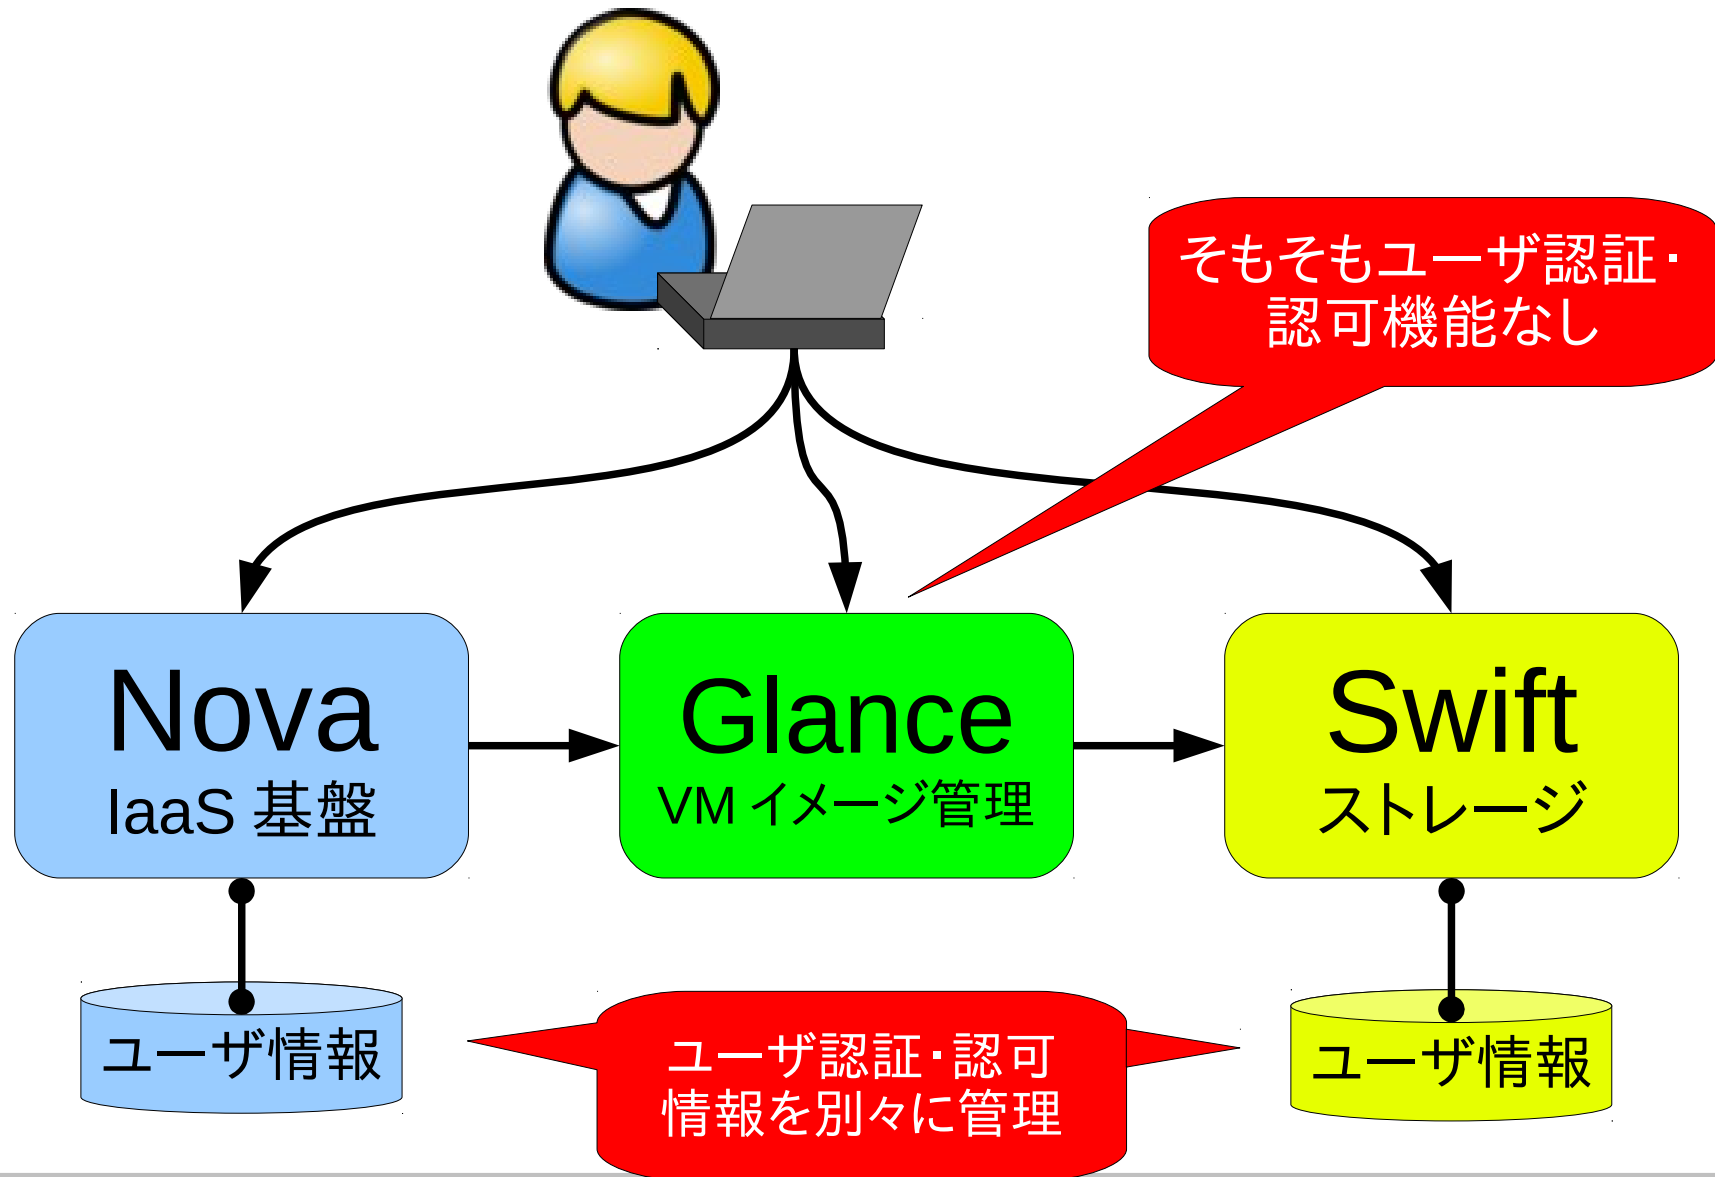 そもそもユーザ認証・
認可機能なし
Nova
IaaS 基盤
Glance
VM イメージ管理
Swift
ストレージ
ユーザ情報
ユーザ認証・認可
情報を別々に管理
ユーザ情報